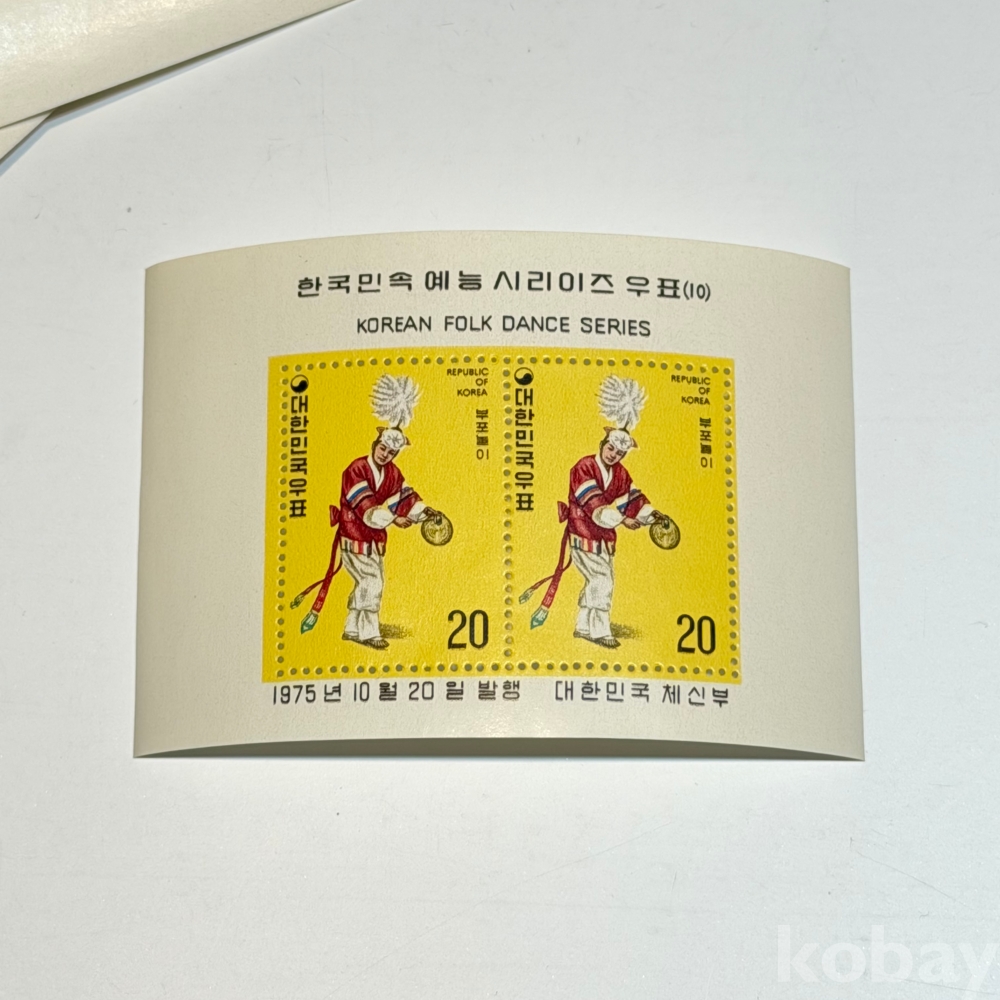 한국민속 예능 시리이즈 우표(10)
KOREAN FOLK DANCE SERIES
대한민국우표
REPUBLIC
OF
KOREA
부포놀이
20
대한민국우표
REPUBLIC
OF
KOREA
부포놀이
20
1975년 10월 20일 발행 대한민국 체신부
kobay